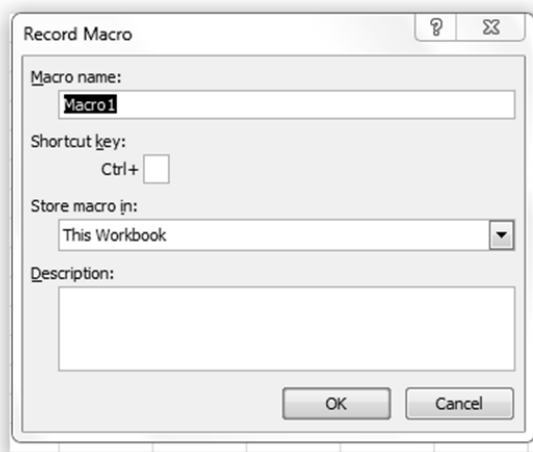 Record Macro
Macro name:
Macro1
Shortcut key:
Ctrl+
Store macro in:
This Workbook
Description:
OK Cancel